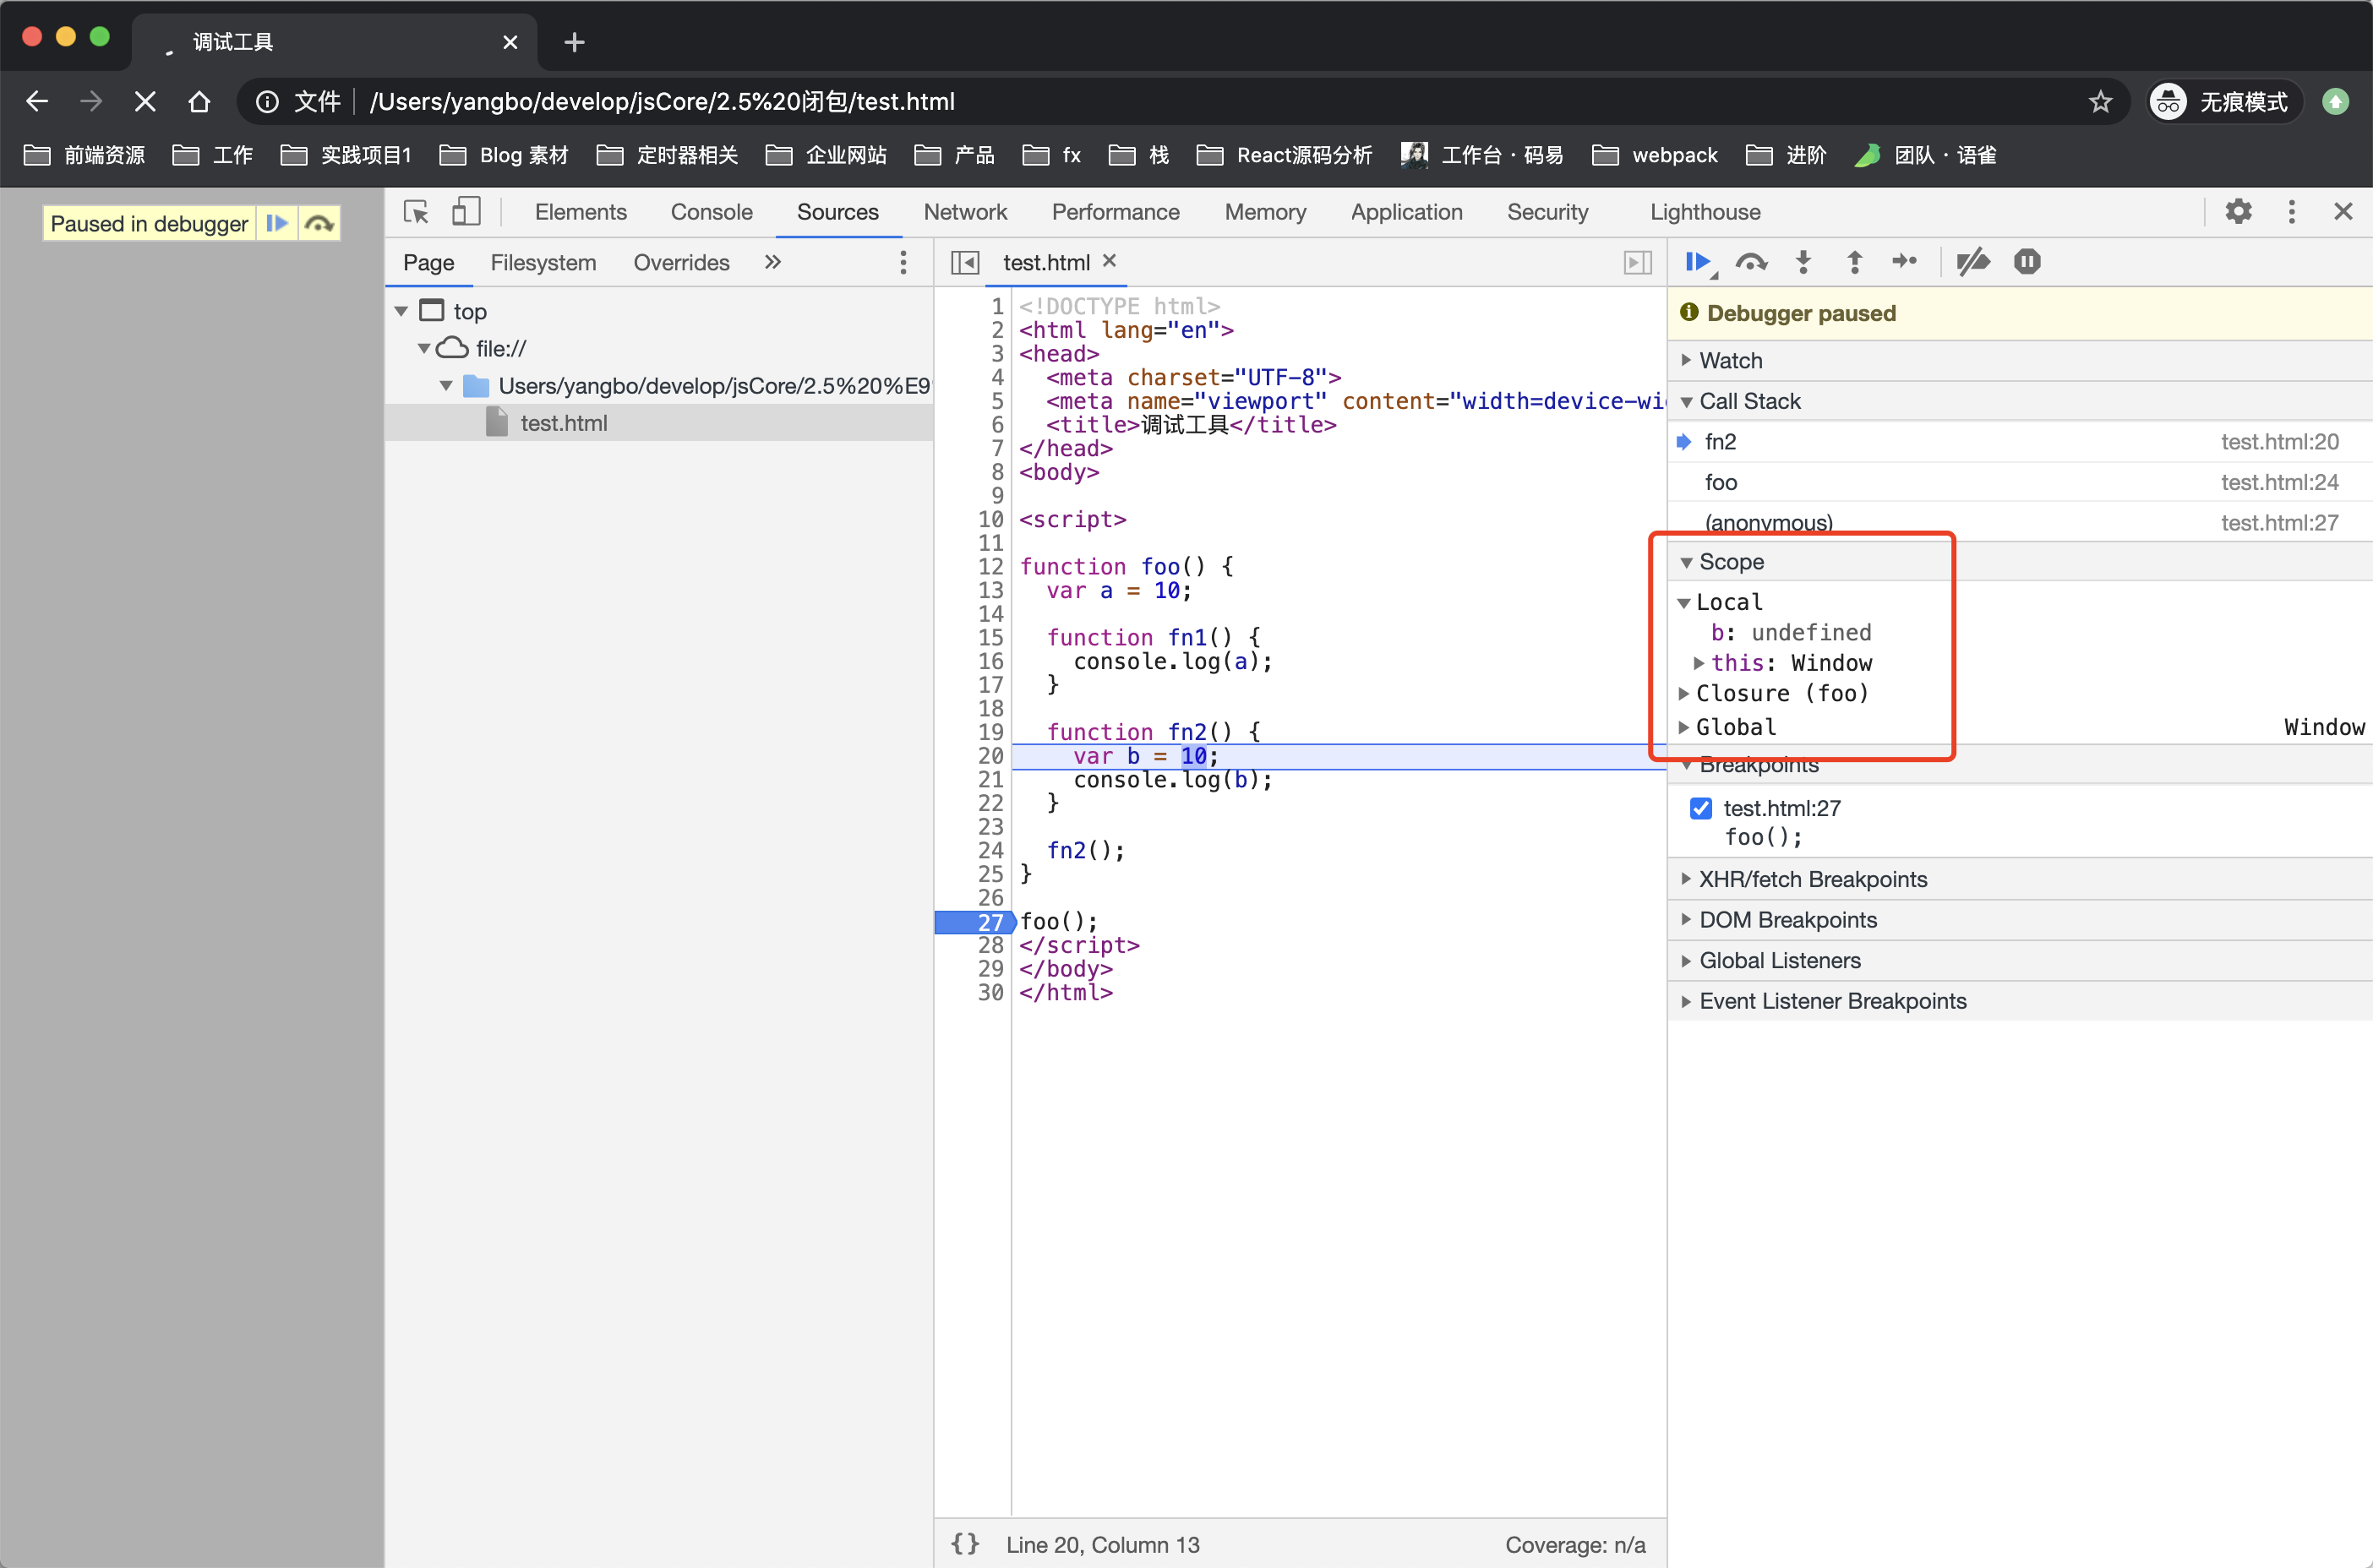 调试工具
文件 /Users/yangbo/develop/jsCore/2.5%20闭包/test.html 无痕模式
前端资源 工作 实践项目1 Blog 素材 定时器相关 企业网站 产品 fx 栈 React源码分析 工作台 · 码易 webpack 进阶 团队 · 语雀
Paused in debugger
Elements Console Sources Network Performance Memory Application Security Lighthouse
Page Filesystem Overrides
top
file://
Users/yangbo/develop/jsCore/2.5%20%E9
test.html
test.html
1 <!DOCTYPE html>
2 <html lang="en">
3 <head>
4 <meta charset="UTF-8">
5 <meta name="viewport" content="width=device-wi
6 <title>调试工具</title>
7 </head>
8 <body>
9
10 <script>
11
12 function foo() {
13 var a = 10;
14
15 function fn1() {
16 console.log(a);
17 }
18
19 function fn2() {
20 var b = 10;
21 console.log(b);
22 }
23
24 fn2();
25 }
26
27 foo();
28 </script>
29 </body>
30 </html>
{} Line 20, Column 13 Coverage: n/a
Debugger paused
Watch
Call Stack
fn2 test.html:20
foo test.html:24
(anonymous) test.html:27
Scope
Local
b: undefined
this: Window
Closure (foo)
Global Window
Breakpoints
test.html:27
foo();
XHR/fetch Breakpoints
DOM Breakpoints
Global Listeners
Event Listener Breakpoints